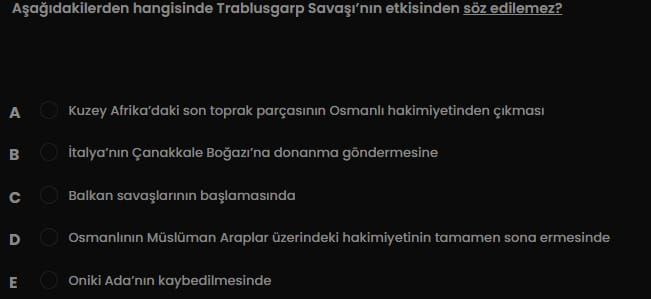 Aşağıdakilerden hangisinde Trablusgarp Savaşı’nın etkisinden söz edilemez?
A Kuzey Afrika’daki son toprak parçasının Osmanlı hakimiyetinden çıkması
B İtalya’nın Çanakkale Boğazı’na donanma göndermesine
C Balkan savaşlarının başlamasında
D Osmanlının Müslüman Araplar üzerindeki hakimiyetinin tamamen sona ermesinde
E Oniki Ada’nın kaybedilmesinde